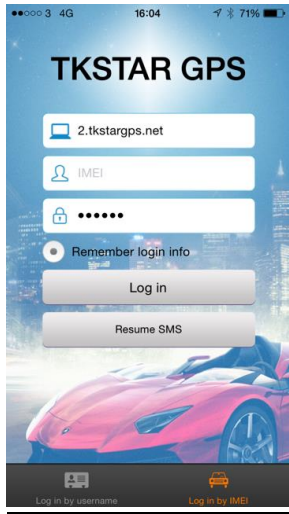 3 4G 16:04 71%
TKSTAR GPS
2.tkstargps.net
IMEI
••••••
Remember login info
Log in
Resume SMS
Log in by username
Log in by IMEI